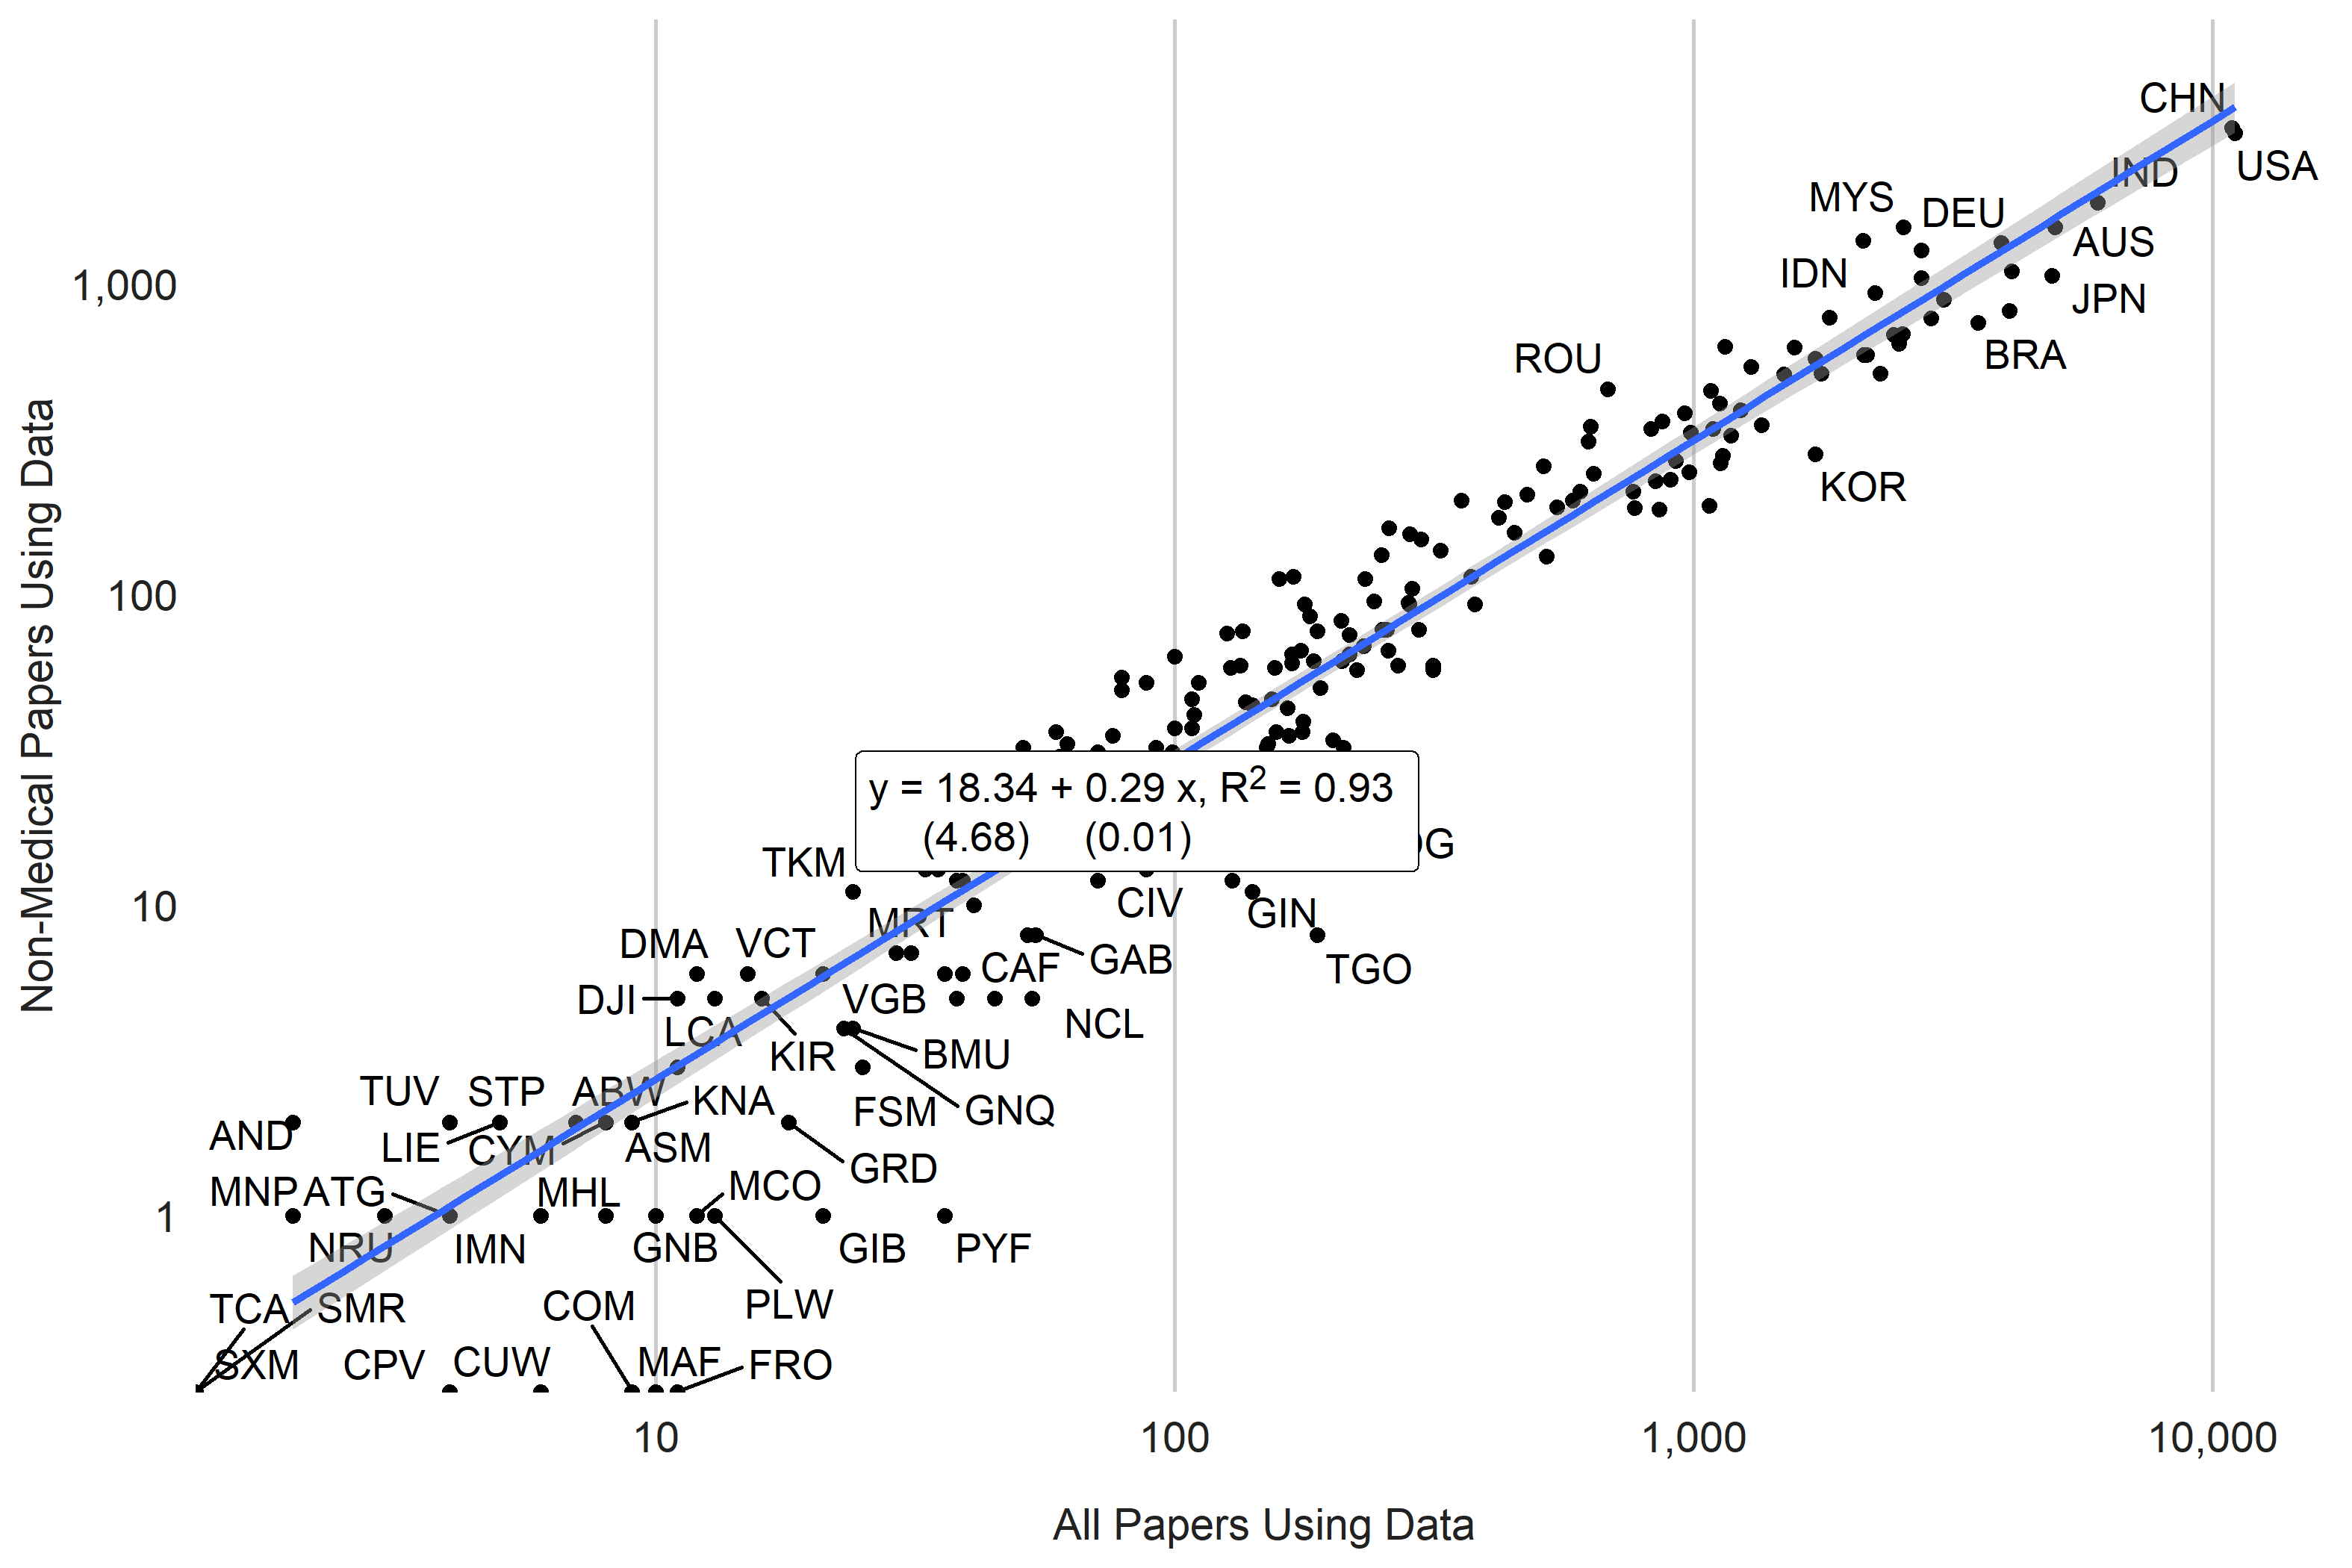 CHN
USA
IND
MYS
DEU
AUS
IDN
JPN
1,000
ROU
BRA
KOR
Non-Medical Papers Using Data
100
y = 18.34 + 0.29 x, R2 = 0.93
(4.68) (0.01)
TKM
CIV
10
MRT
GIN
DMA VCT
GAB
CAF
TGO
DJI
VGB
NCL
LCA
KIR
BMU
TUV STP ABW
KNA
FSM GNQ
AND
LIE CYM ASM
GRD
MNP ATG MHL MCO
1
NRU IMN GNB GIB PYF
TCA SMR COM PLW
SXM CPV CUW MAF FRO
10 100 1,000 10,000
All Papers Using Data